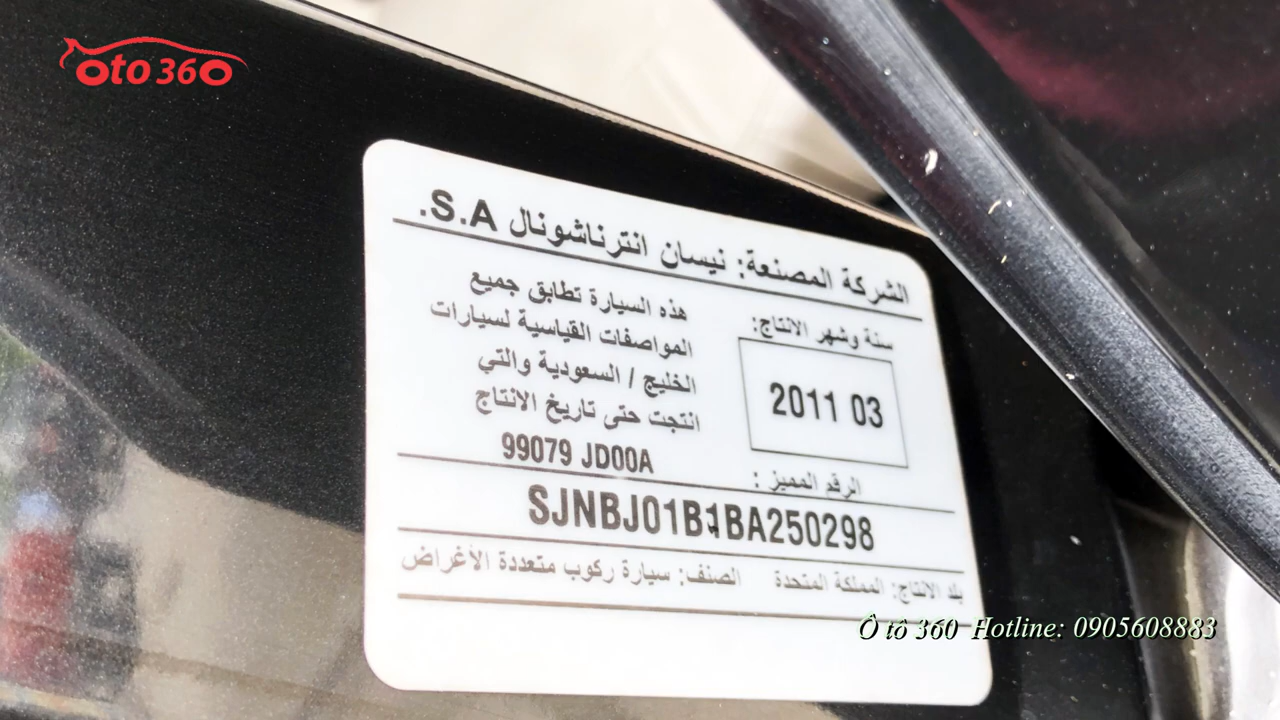 oto 360
الشركة المصنعة: نيسان انترناشونال S.A.
سنة وشهر الانتاج:
2011 03
هذه السيارة تطابق جميع
المواصفات القياسية لسيارات
الخليج / السعودية والتي
انتجت حتى تاريخ الانتاج
99079 JD00A
الرقم المميز :
SJNBJ01B1BA250298
بلد الانتاج: المملكة المتحدة الصنف: سيارة ركوب متعددة الأغراض
Ô tô 360 Hotline: 0905608883